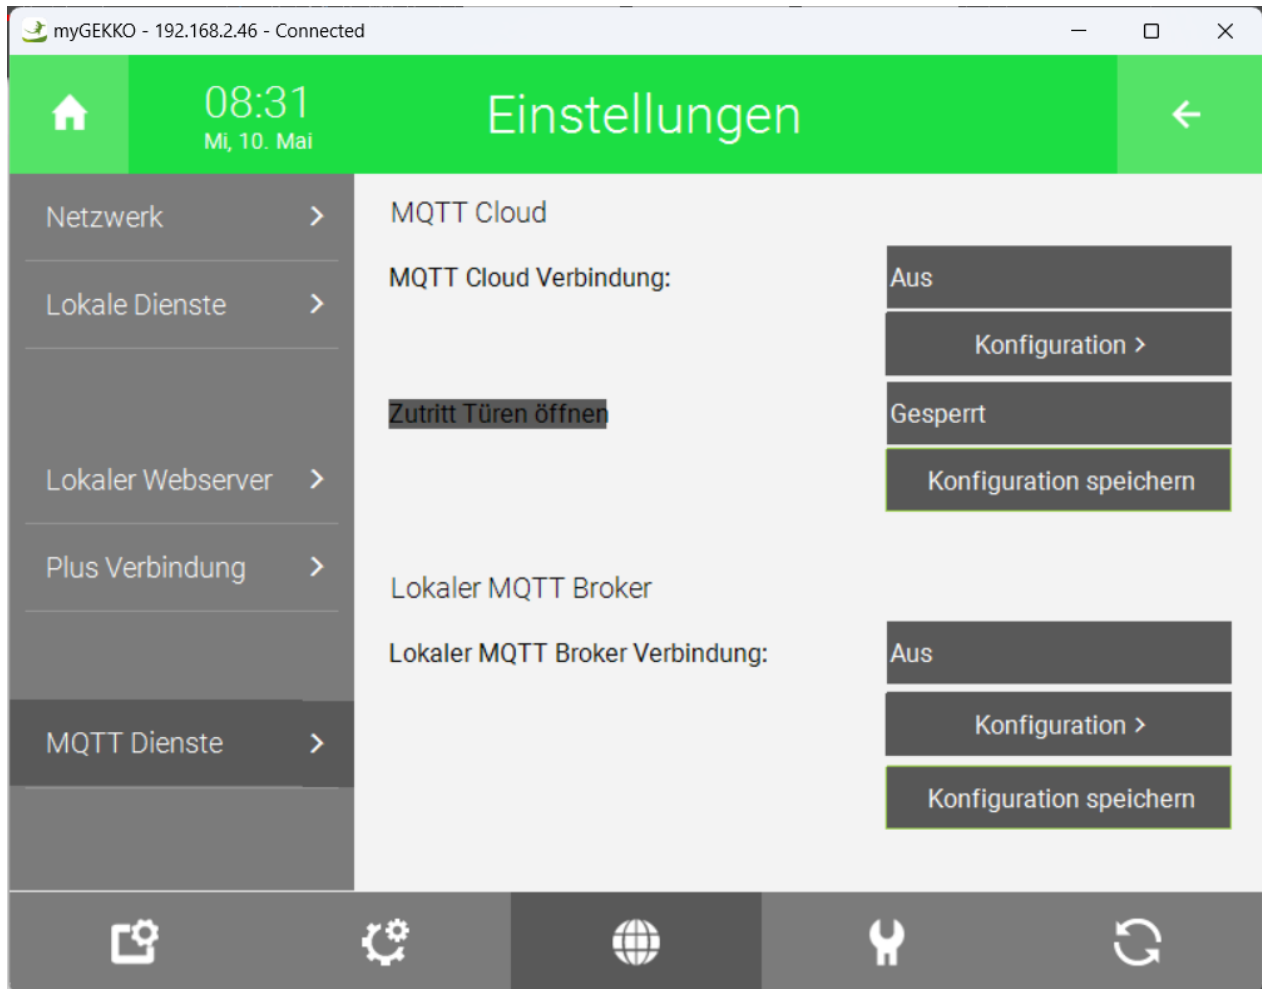 myGEKKO - 192.168.2.46 - Connected
08:31
Mi, 10. Mai
Einstellungen
Netzwerk
Lokale Dienste
Lokaler Webserver
Plus Verbindung
MQTT Dienste
MQTT Cloud
MQTT Cloud Verbindung:
Aus
Konfiguration >
Zutritt Türen öffnen
Gesperrt
Konfiguration speichern
Lokaler MQTT Broker
Lokaler MQTT Broker Verbindung:
Aus
Konfiguration >
Konfiguration speichern